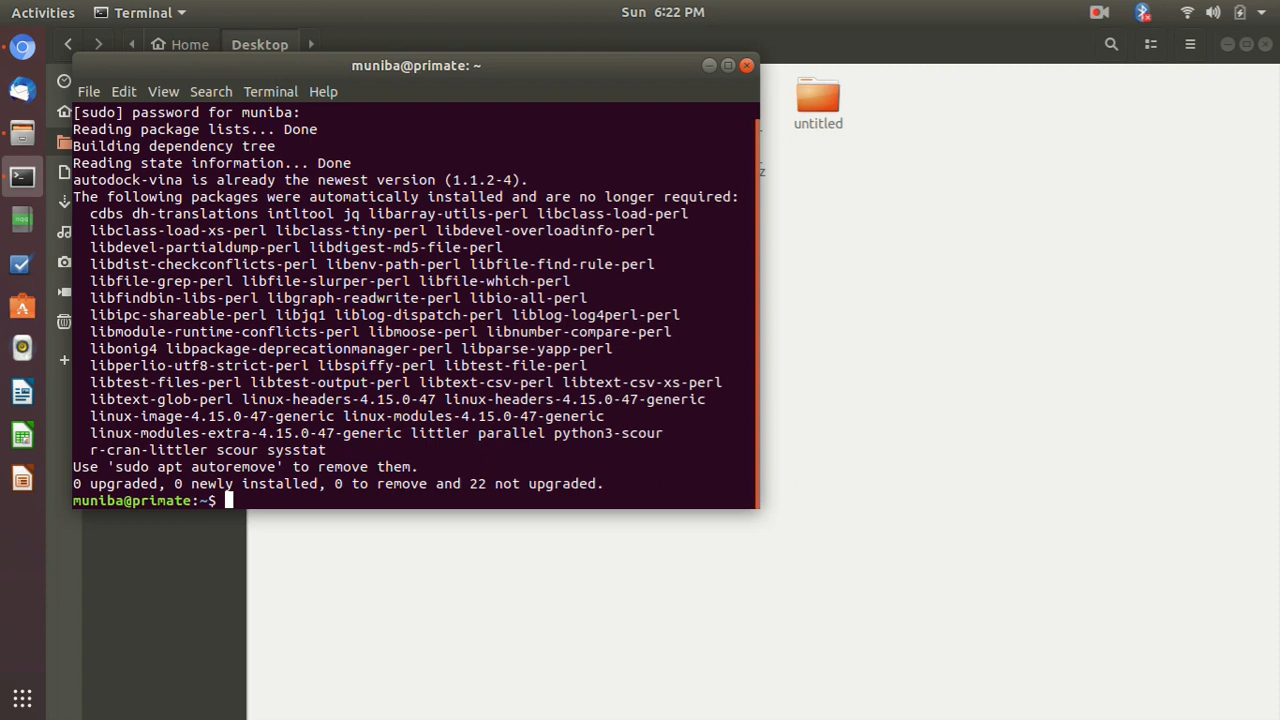 Activities
Terminal
Sun 6:22 PM
Home
Desktop
muniba@primate: ~
File Edit View Search Terminal Help
[sudo] password for muniba:
Reading package lists... Done
Building dependency tree
Reading state information... Done
autodock-vina is already the newest version (1.1.2-4).
The following packages were automatically installed and are no longer required:
cdbs dh-translations intltool jq libarray-utils-perl libclass-load-perl
libclass-load-xs-perl libclass-tiny-perl libdevel-overloadinfo-perl
libdevel-partialdump-perl libdigest-md5-file-perl
libdist-checkconflicts-perl libenv-path-perl libfile-find-rule-perl
libfile-grep-perl libfile-slurper-perl libfile-which-perl
libfindbin-libs-perl libgraph-readwrite-perl libio-all-perl
libipc-shareable-perl libjq1 liblog-dispatch-perl liblog-log4perl-perl
libmodule-runtime-conflicts-perl libmoose-perl libnumber-compare-perl
libonig4 libpackage-deprecationmanager-perl libparse-yapp-perl
libperlio-utf8-strict-perl libspiffy-perl libtest-file-perl
libtest-files-perl libtest-output-perl libtext-csv-perl libtext-csv-xs-perl
libtext-glob-perl linux-headers-4.15.0-47 linux-headers-4.15.0-47-generic
linux-image-4.15.0-47-generic linux-modules-4.15.0-47-generic
linux-modules-extra-4.15.0-47-generic littler parallel python3-scour
r-cran-littler scour sysstat
Use 'sudo apt autoremove' to remove them.
0 upgraded, 0 newly installed, 0 to remove and 22 not upgraded.
muniba@primate:~$
untitled
z